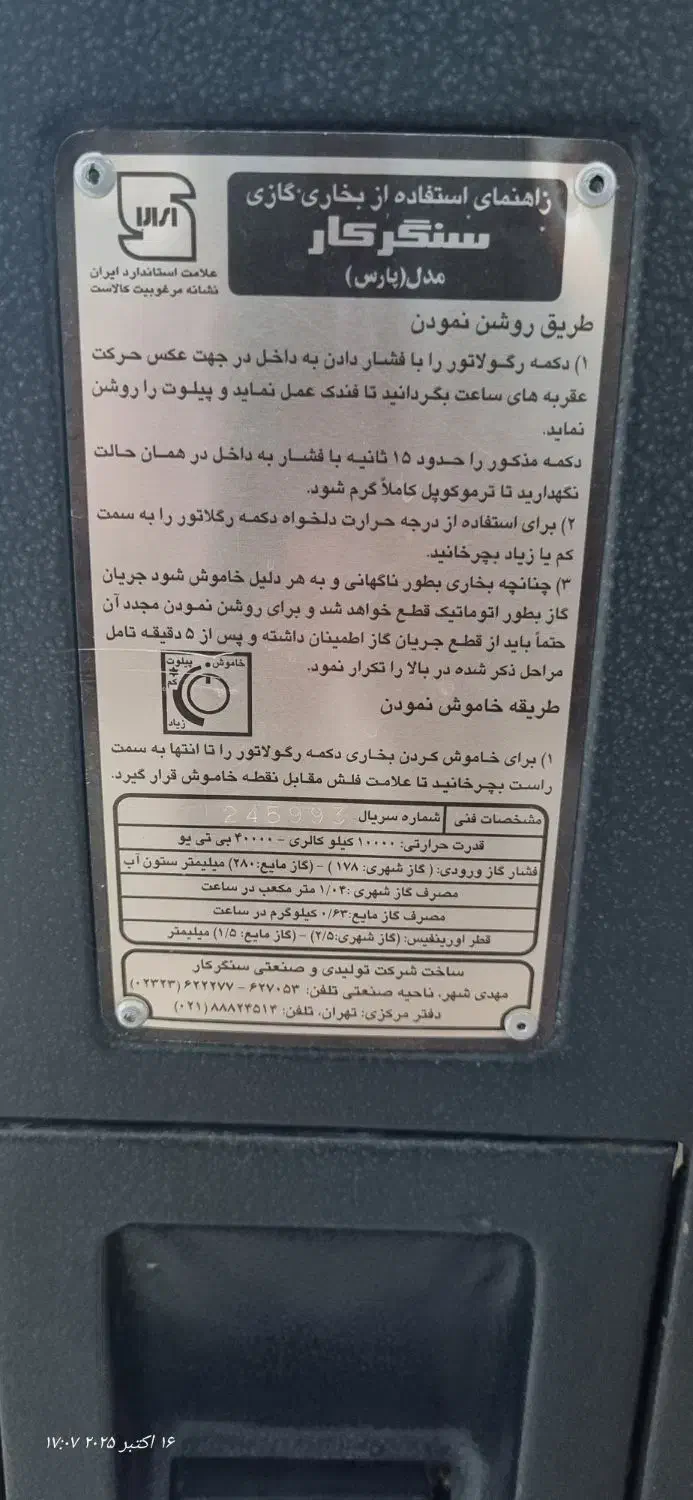 راهنمای استفاده از بخاری گازی
سنگرکار
مدل(پارس)
علامت استاندارد ایران
نشانه مرغوبیت کالاست
طریق روشن نمودن
۱) دکمه رگولاتور را با فشار دادن به داخل در جهت عکس حرکت
عقربه های ساعت بگردانید تا فندک عمل نماید و پیلوت را روشن
نماید.
دکمه مذکور را حدود ۱۵ ثانیه با فشار به داخل در همان حالت
نگهدارید تا ترموکوپل کاملاً گرم شود.
۲) برای استفاده از درجه حرارت دلخواه دکمه رگلاتور را به سمت
کم یا زیاد بچرخانید.
۳) چنانچه بخاری بطور ناگهانی و به هر دلیل خاموش شود جریان
گاز بطور اتوماتیک قطع خواهد شد و برای روشن نمودن مجدد آن
حتماً باید از قطع جریان گاز اطمینان داشته و پس از ۵ دقیقه تامل
مراحل ذکر شده در بالا را تکرار نمود.
خاموش پیلوت
زیاد
طریقه خاموش نمودن
۱) برای خاموش کردن بخاری دکمه رگولاتور را تا انتها به سمت
راست بچرخانید تا علامت فلش مقابل نقطه خاموش قرار گیرد.
مشخصات فنی شماره سریال 245993
قدرت حرارتی: ۱۰۰۰۰ کیلو کالری - ۴۰۰۰۰ بی تی یو
فشار گاز ورودی: ( گاز شهری: ۱۷۸ ) - (گاز مایع:۲۸۰) میلیمتر ستون آب
مصرف گاز شهری :۱/۰۴ متر مکعب در ساعت
مصرف گاز مایع:۰/۶۳ کیلوگرم در ساعت
قطر اورینفیس: (گاز شهری:۲/۵) - (گاز مایع: ۱/۵) میلیمتر
ساخت شرکت تولیدی و صنعتی سنگرکار
مهدی شهر، ناحیه صنعتی تلفن: ۶۲۷۰۵۳ - ۶۲۲۲۷۷ (۰۲۳۲۳)
دفتر مرکزی: تهران، تلفن: ۸۸۸۲۴۵۱۴ (۰۲۱)
۱۶ اکتبر ۲۰۲۵ ۱۷:۰۷